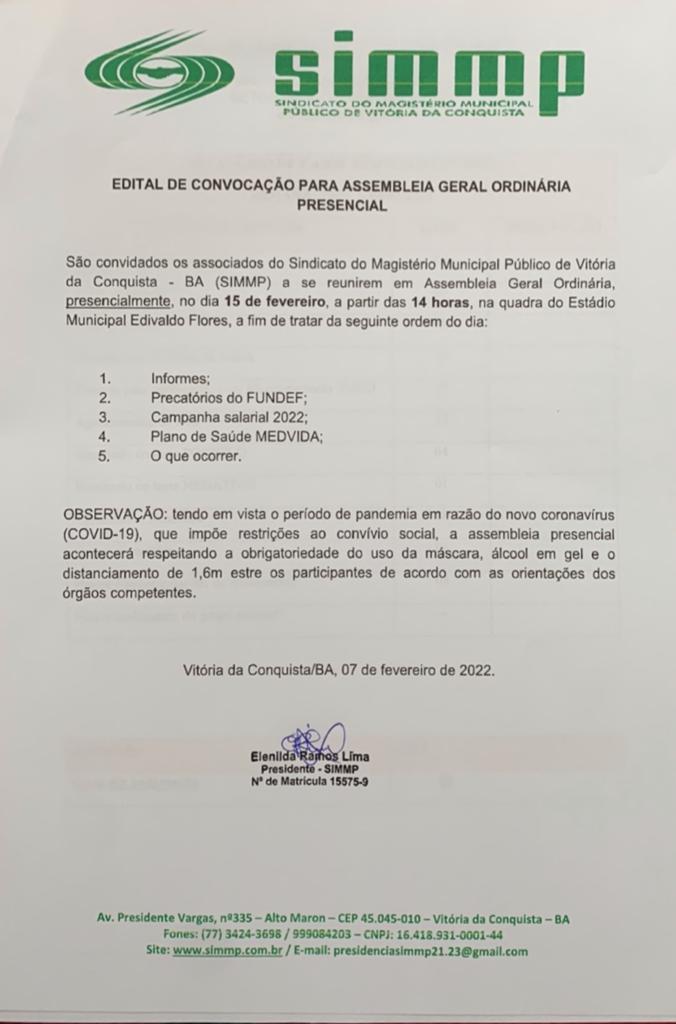 simmp
SINDICATO DO MAGISTÉRIO MUNICIPAL
PÚBLICO DE VITÓRIA DA CONQUISTA
EDITAL DE CONVOCAÇÃO PARA ASSEMBLEIA GERAL ORDINÁRIA
PRESENCIAL
São convidados os associados do Sindicato do Magistério Municipal Público de Vitória
da Conquista - BA (SIMMP) a se reunirem em Assembleia Geral Ordinária,
presencialmente, no dia 15 de fevereiro, a partir das 14 horas, na quadra do Estádio
Municipal Edivaldo Flores, a fim de tratar da seguinte ordem do dia:
1. Informes;
2. Precatórios do FUNDEF;
3. Campanha salarial 2022;
4. Plano de Saúde MEDVIDA;
5. O que ocorrer.
OBSERVAÇÃO: tendo em vista o período de pandemia em razão do novo coronavírus
(COVID-19), que impõe restrições ao convívio social, a assembleia presencial
acontecerá respeitando a obrigatoriedade do uso da máscara, álcool em gel e o
distanciamento de 1,6m estre os participantes de acordo com as orientações dos
órgãos competentes.
Vitória da Conquista/BA, 07 de fevereiro de 2022.
Elenilda Ramos Lima
Presidente - SIMMP
Nº de Matricula 15575-9
Av. Presidente Vargas, nº335 – Alto Maron – CEP 45.045-010 – Vitória da Conquista – BA
Fones: (77) 3424-3698 / 999084203 – CNPJ: 16.418.931-0001-44
Site: www.simmp.com.br / E-mail: presidenciasimmp21.23@gmail.com